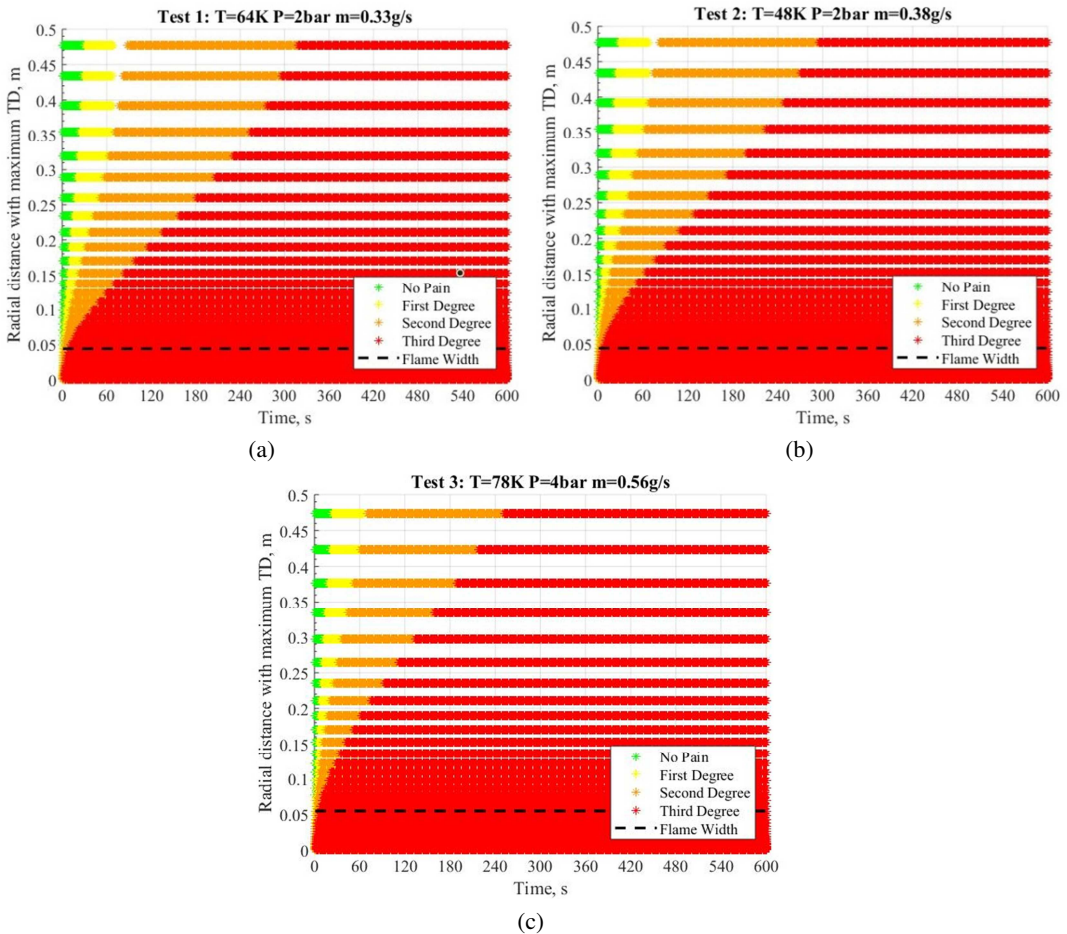 Test 1: T=64K P=2bar m=0.33g/s
Radial distance with maximum TD, m
0.5
0.45
0.4
0.35
0.3
0.25
0.2
0.15
0.1
0.05
0
No Pain
First Degree
Second Degree
Third Degree
Flame Width
0 60 120 180 240 300 360 420 480 540 600
Time, s
(a)
Test 2: T=48K P=2bar m=0.38g/s
Radial distance with maximum TD, m
0.5
0.45
0.4
0.35
0.3
0.25
0.2
0.15
0.1
0.05
0
No Pain
First Degree
Second Degree
Third Degree
Flame Width
0 60 120 180 240 300 360 420 480 540 600
Time, s
(b)
Test 3: T=78K P=4bar m=0.56g/s
Radial distance with maximum TD, m
0.5
0.45
0.4
0.35
0.3
0.25
0.2
0.15
0.1
0.05
0
No Pain
First Degree
Second Degree
Third Degree
Flame Width
0 60 120 180 240 300 360 420 480 540 600
Time, s
(c)